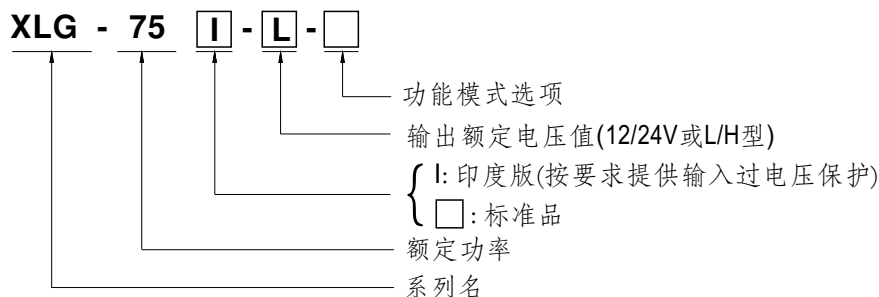 XLG - 75 I - L - □
功能模式选项
输出额定电压值(12/24V或L/H型)
I: 印度版(按要求提供输入过电压保护)
□: 标准品
额定功率
系列名